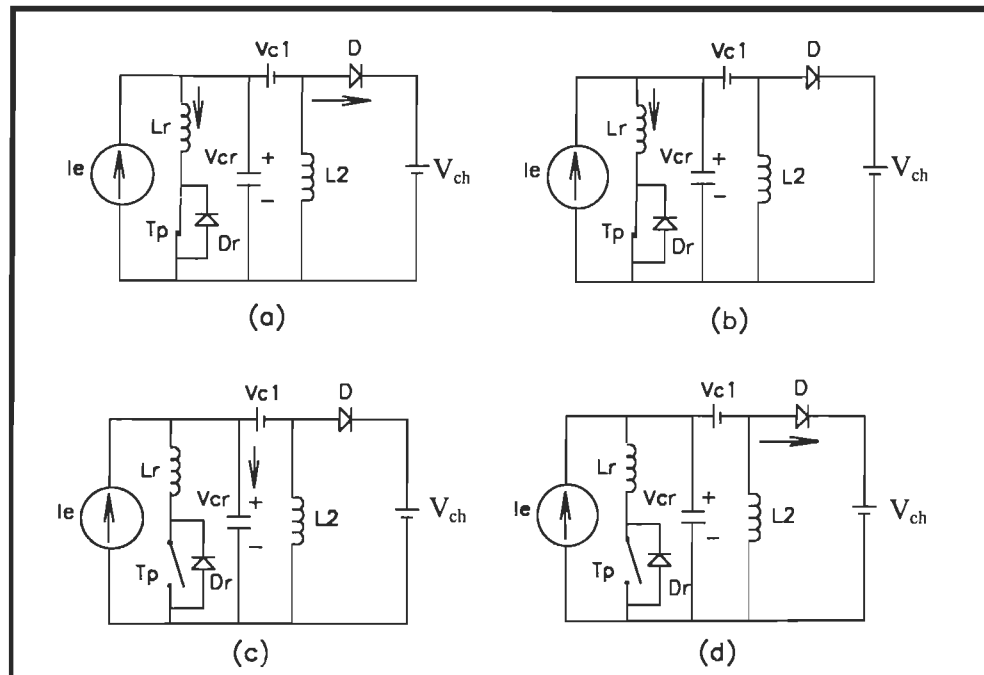 Vc1 D
Lr
Ie Vcr + L2 Vch
Tp Dr −
(a)
Vc1 D
Lr
Ie Vcr + L2 Vch
Tp Dr −
(b)
Vc1 D
Lr
Ie Vcr + L2 Vch
Tp Dr −
(c)
Vc1 D
Lr
Ie Vcr + L2 Vch
Tp Dr −
(d)